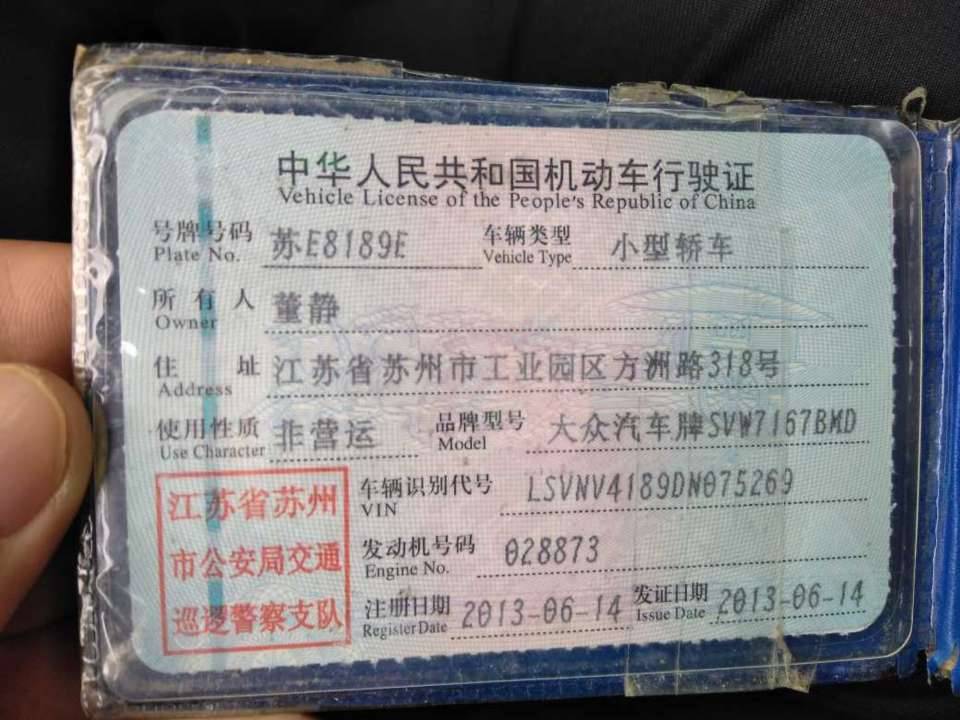 中华人民共和国机动车行驶证
Vehicle License of the People's Republic of China
号牌号码 苏E8189E 车辆类型 小型轿车
Plate No. Vehicle Type
所有人 董静
Owner
住址 江苏省苏州市工业园区方洲路318号
Address
使用性质 非营运 品牌型号 大众汽车牌SVW7167BMD
Use Character Model
江苏省苏州
市公安局交通
巡逻警察支队
车辆识别代号 LSVNV4189DN075269
VIN
发动机号码 028873
Engine No.
注册日期 2013-06-14 发证日期 2013-06-14
Register Date Issue Date